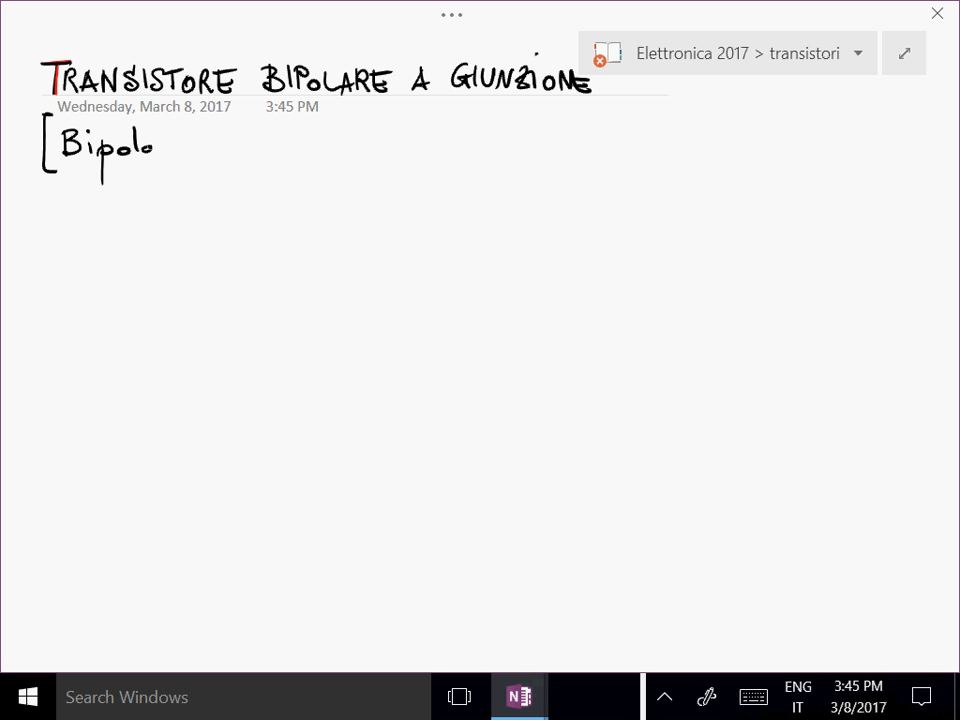 Elettronica 2017 > transistori
TRANSISTORE BIPOLARE A GIUNZIONE
Wednesday, March 8, 2017 3:45 PM
[Bipolo
Search Windows
N
ENG
IT
3:45 PM
3/8/2017